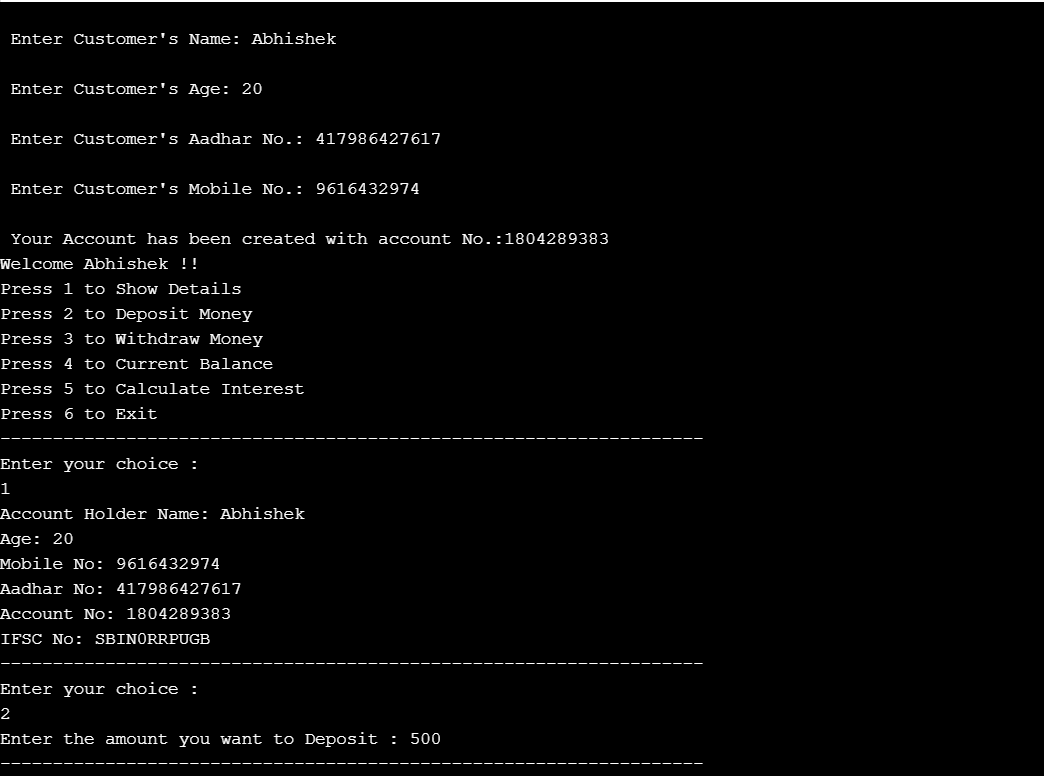 Enter Customer's Name: Abhishek
Enter Customer's Age: 20
Enter Customer's Aadhar No.: 417986427617
Enter Customer's Mobile No.: 9616432974
Your Account has been created with account No.:1804289383
Welcome Abhishek !!
Press 1 to Show Details
Press 2 to Deposit Money
Press 3 to Withdraw Money
Press 4 to Current Balance
Press 5 to Calculate Interest
Press 6 to Exit
-------------------------------------------------------------------
Enter your choice :
1
Account Holder Name: Abhishek
Age: 20
Mobile No: 9616432974
Aadhar No: 417986427617
Account No: 1804289383
IFSC No: SBIN0RRPUGB
-------------------------------------------------------------------
Enter your choice :
2
Enter the amount you want to Deposit : 500
-------------------------------------------------------------------